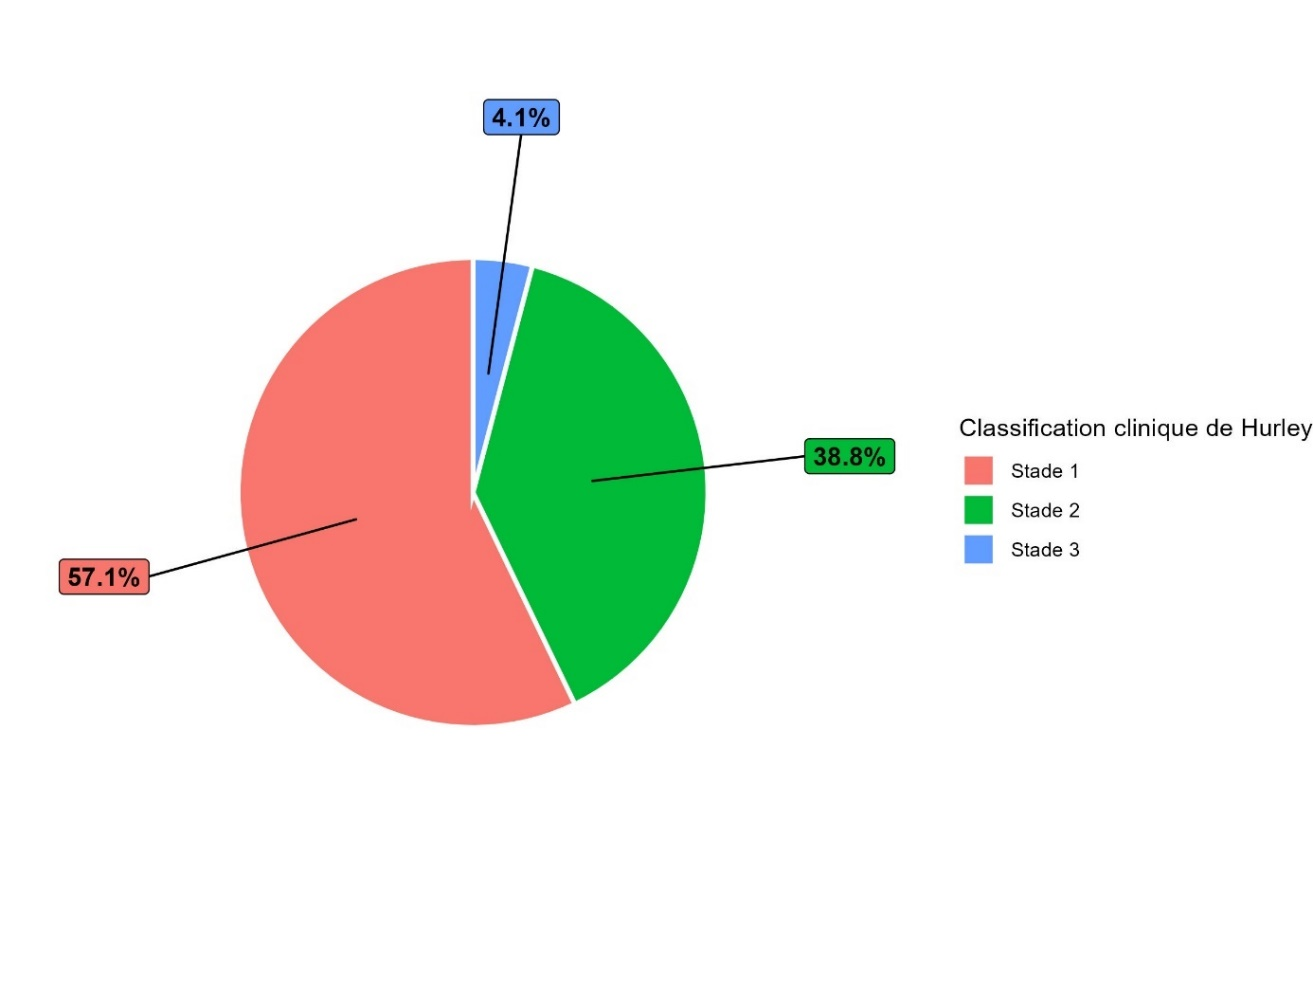 4.1%
38.8%
57.1%
Classification clinique de Hurley
Stade 1
Stade 2
Stade 3